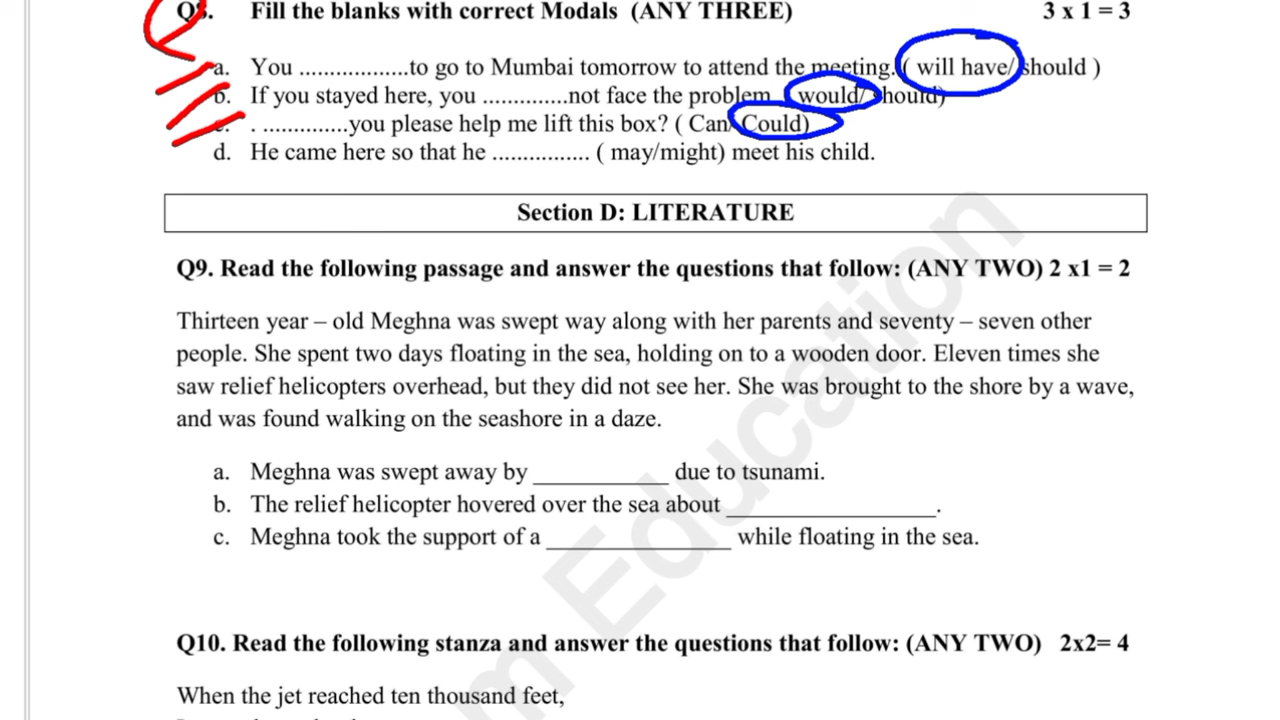 Fill the blanks with correct Modals (ANY THREE) 3 x 1 = 3
a. You ..................to go to Mumbai tomorrow to attend the meeting.( will have/ should )
b. If you stayed here, you ..............not face the problem. (would/ should)
c. . ..............you please help me lift this box? ( Can/ Could)
d. He came here so that he ................ ( may/might) meet his child.
Section D: LITERATURE
Q9. Read the following passage and answer the questions that follow: (ANY TWO) 2 x1 = 2
Thirteen year – old Meghna was swept way along with her parents and seventy – seven other
people. She spent two days floating in the sea, holding on to a wooden door. Eleven times she
saw relief helicopters overhead, but they did not see her. She was brought to the shore by a wave,
and was found walking on the seashore in a daze.
a. Meghna was swept away by __________ due to tsunami.
b. The relief helicopter hovered over the sea about ________________.
c. Meghna took the support of a ______________ while floating in the sea.
Q10. Read the following stanza and answer the questions that follow: (ANY TWO) 2x2= 4
When the jet reached ten thousand feet,
Education